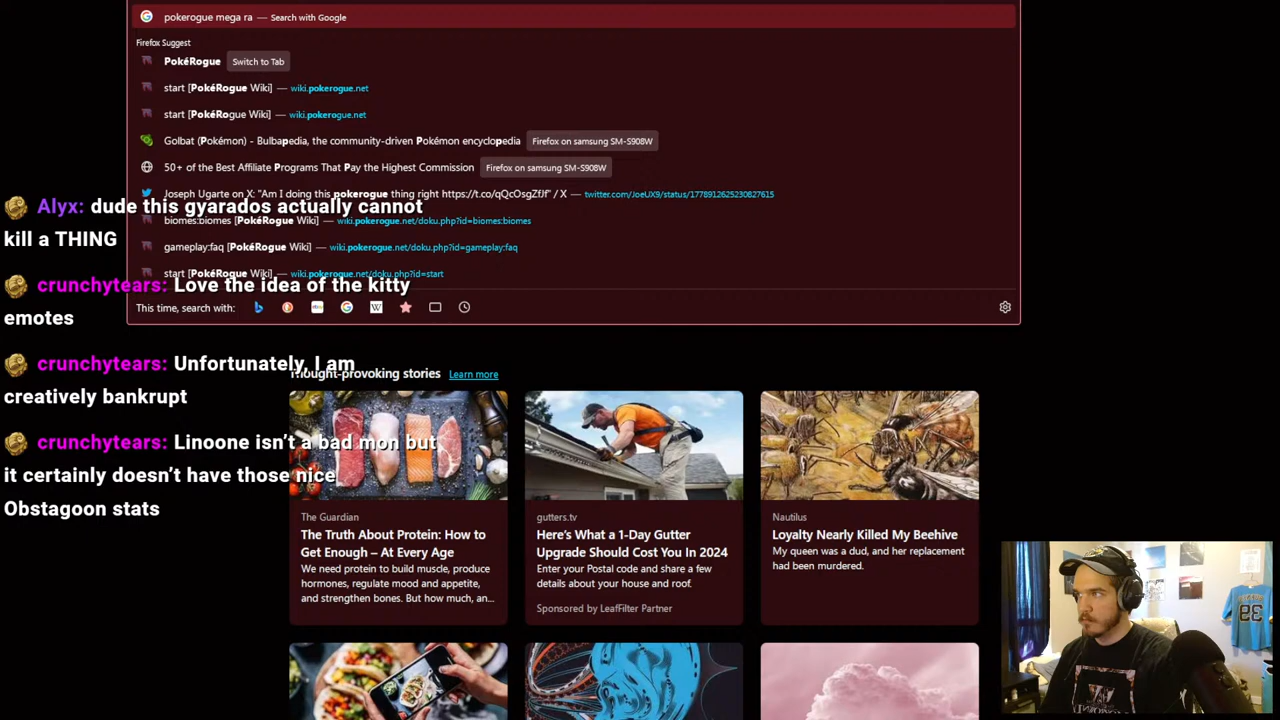 pokerogue mega ra — Search with Google
Firefox Suggest
PokéRogue Switch to Tab
start [PokéRogue Wiki] — wiki.pokerogue.net
start [PokéRogue Wiki] — wiki.pokerogue.net
Golbat (Pokémon) - Bulbapedia, the community-driven Pokémon encyclopedia Firefox on samsung SM-S908W
50+ of the Best Affiliate Programs That Pay the Highest Commission Firefox on samsung SM-S908W
Joseph Ugarte on X: "Am I doing this pokerogue thing right https://t.co/qQcOsgZfJf" / X — twitter.com/JoeUX9/status/1778912625230827615
biomes:biomes [PokéRogue Wiki] — wiki.pokerogue.net/doku.php?id=biomes:biomes
gameplay:faq [PokéRogue Wiki] — wiki.pokerogue.net/doku.php?id=gameplay:faq
start [PokéRogue Wiki] — wiki.pokerogue.net/doku.php?id=start
This time, search with:
Alyx: dude this gyarados actually cannot
kill a THING
crunchytears: Love the idea of the kitty
emotes
crunchytears: Unfortunately, I am
creatively bankrupt
crunchytears: Linoone isn't a bad mon but
it certainly doesn't have those nice
Obstagoon stats
Thought-provoking stories Learn more
The Guardian
The Truth About Protein: How to
Get Enough – At Every Age
We need protein to build muscle, produce
hormones, regulate mood and appetite,
and strengthen bones. But how much, an...
gutters.tv
Here's What a 1-Day Gutter
Upgrade Should Cost You In 2024
Enter your Postal code and share a few
details about your house and roof.
Sponsored by LeafFilter Partner
Nautilus
Loyalty Nearly Killed My Beehive
My queen was a dud, and her replacement
had been murdered.